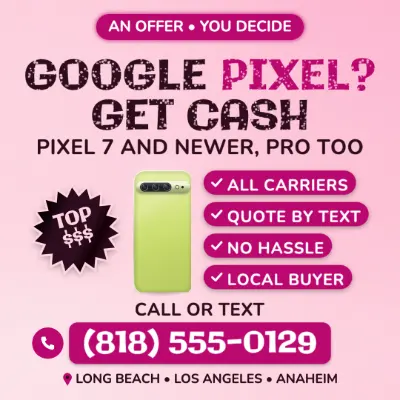 AN OFFER • YOU DECIDE
GOOGLE PIXEL?
GET CASH
PIXEL 7 AND NEWER, PRO TOO
TOP
$$$
ALL CARRIERS
QUOTE BY TEXT
NO HASSLE
LOCAL BUYER
CALL OR TEXT
(818) 555-0129
LONG BEACH • LOS ANGELES • ANAHEIM